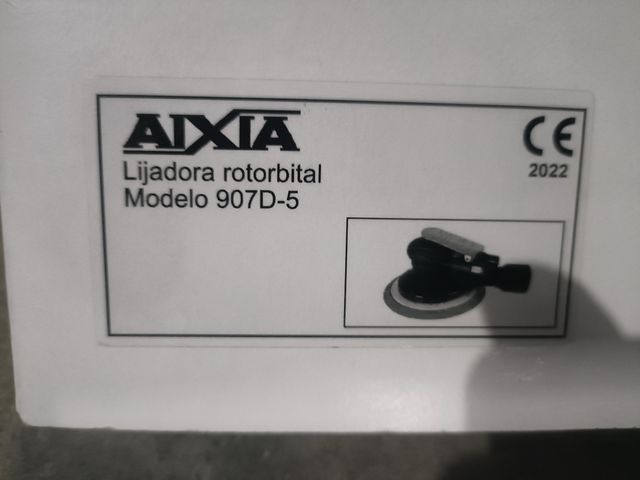 AIXIA
Lijadora rotorbital
Modelo 907D-5
CE
2022